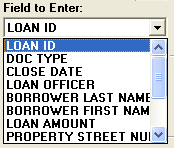 Field to Enter:
LOAN ID
LOAN ID
DOC TYPE
CLOSE DATE
LOAN OFFICER
BORROWER LAST NAME
BORROWER FIRST NAM
LOAN AMOUNT
PROPERTY STREET NUI